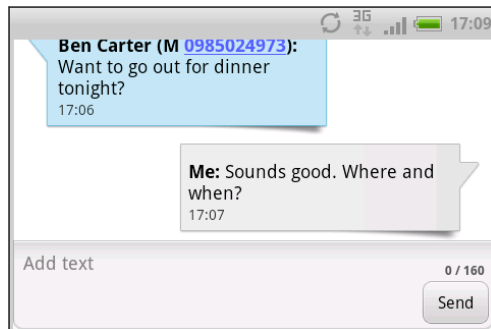 3G 17:09
Ben Carter (M 0985024973):
Want to go out for dinner
tonight?
17:06
Me: Sounds good. Where and
when?
17:07
Add text
0 / 160
Send